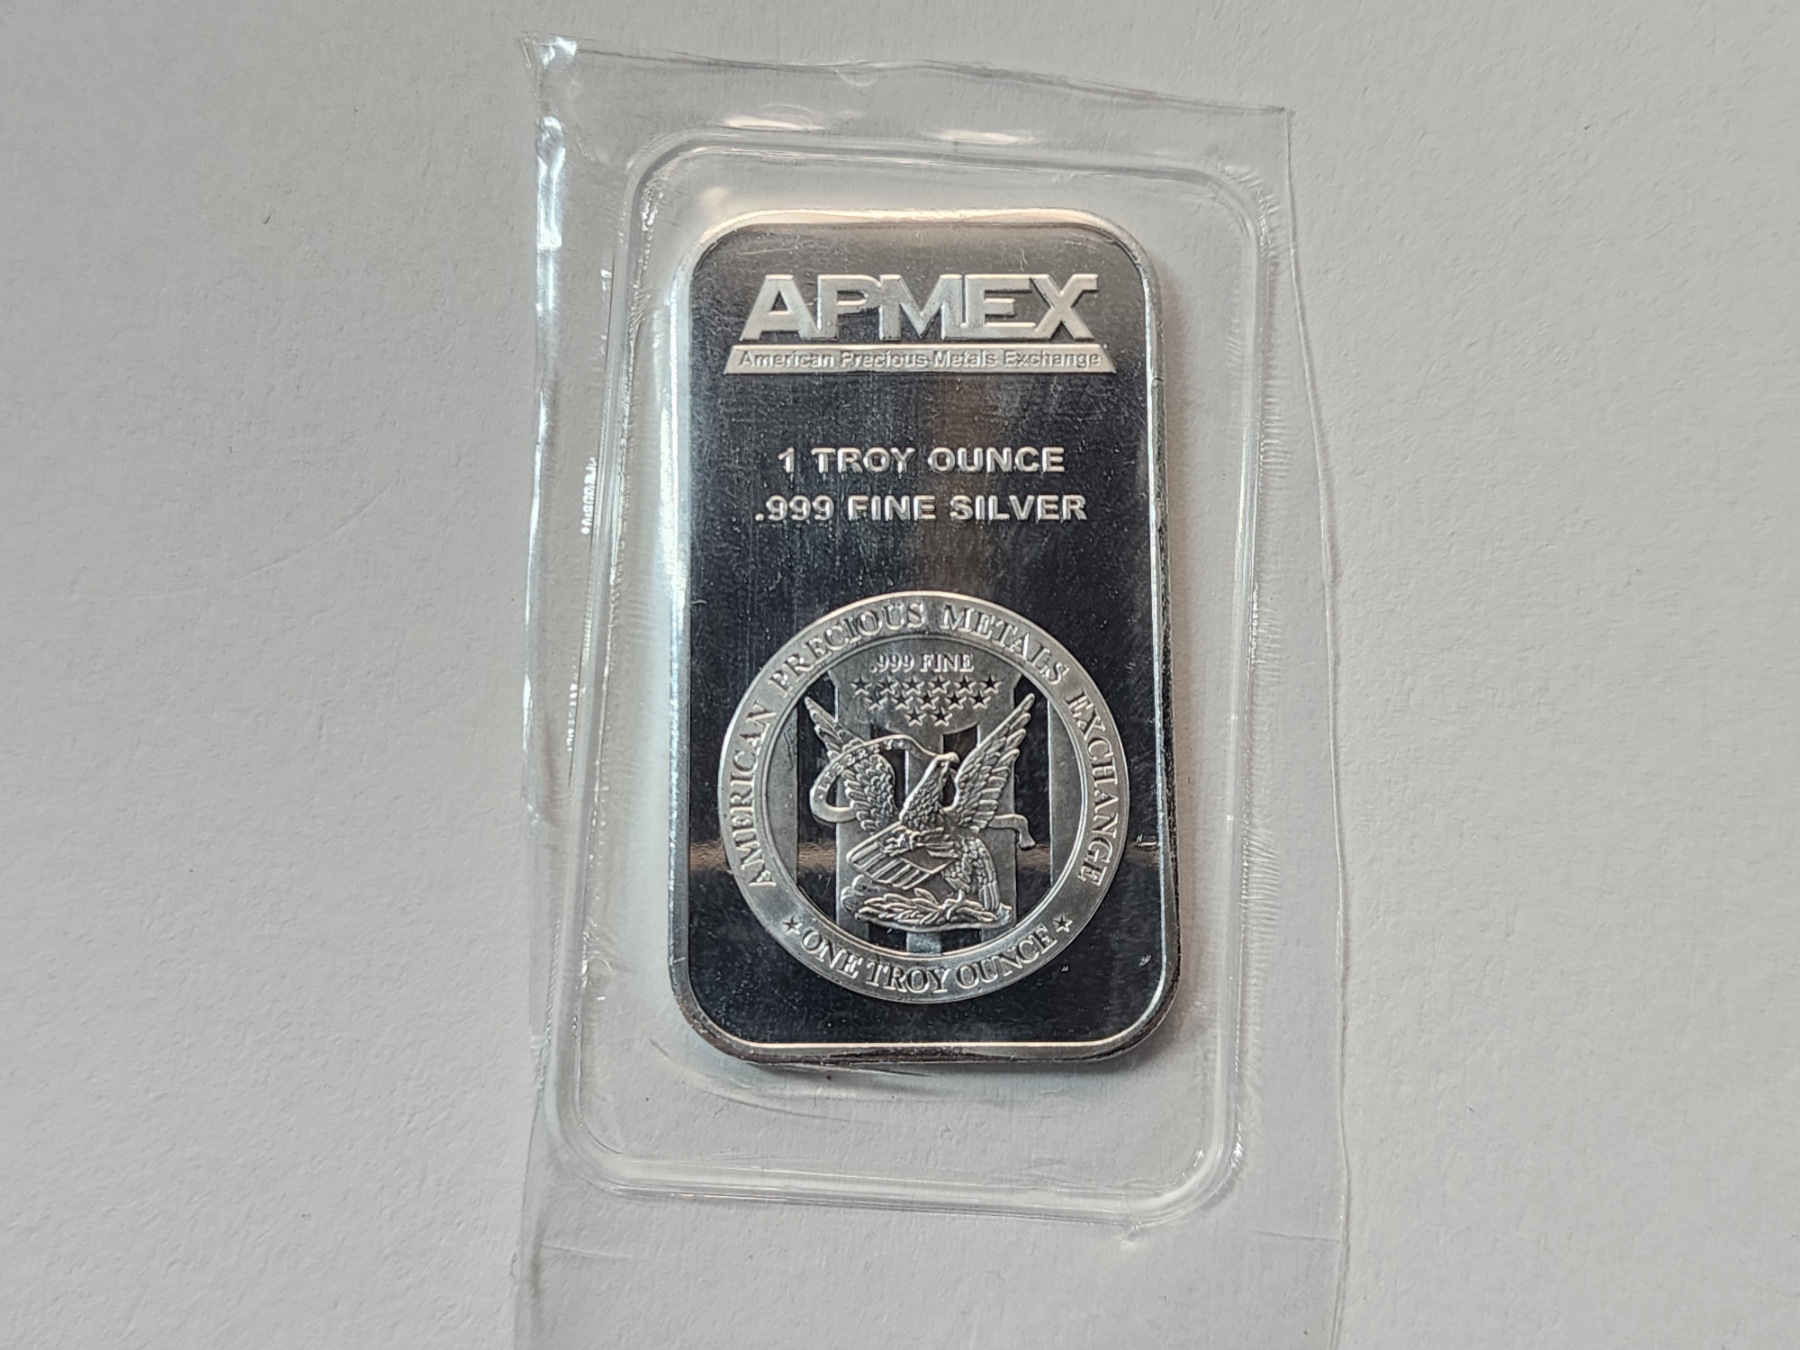 APMEX
American Precious Metals Exchange
1 TROY OUNCE
.999 FINE SILVER
AMERICAN PRECIOUS METALS EXCHANGE
.999 FINE
★ ONE TROY OUNCE ★